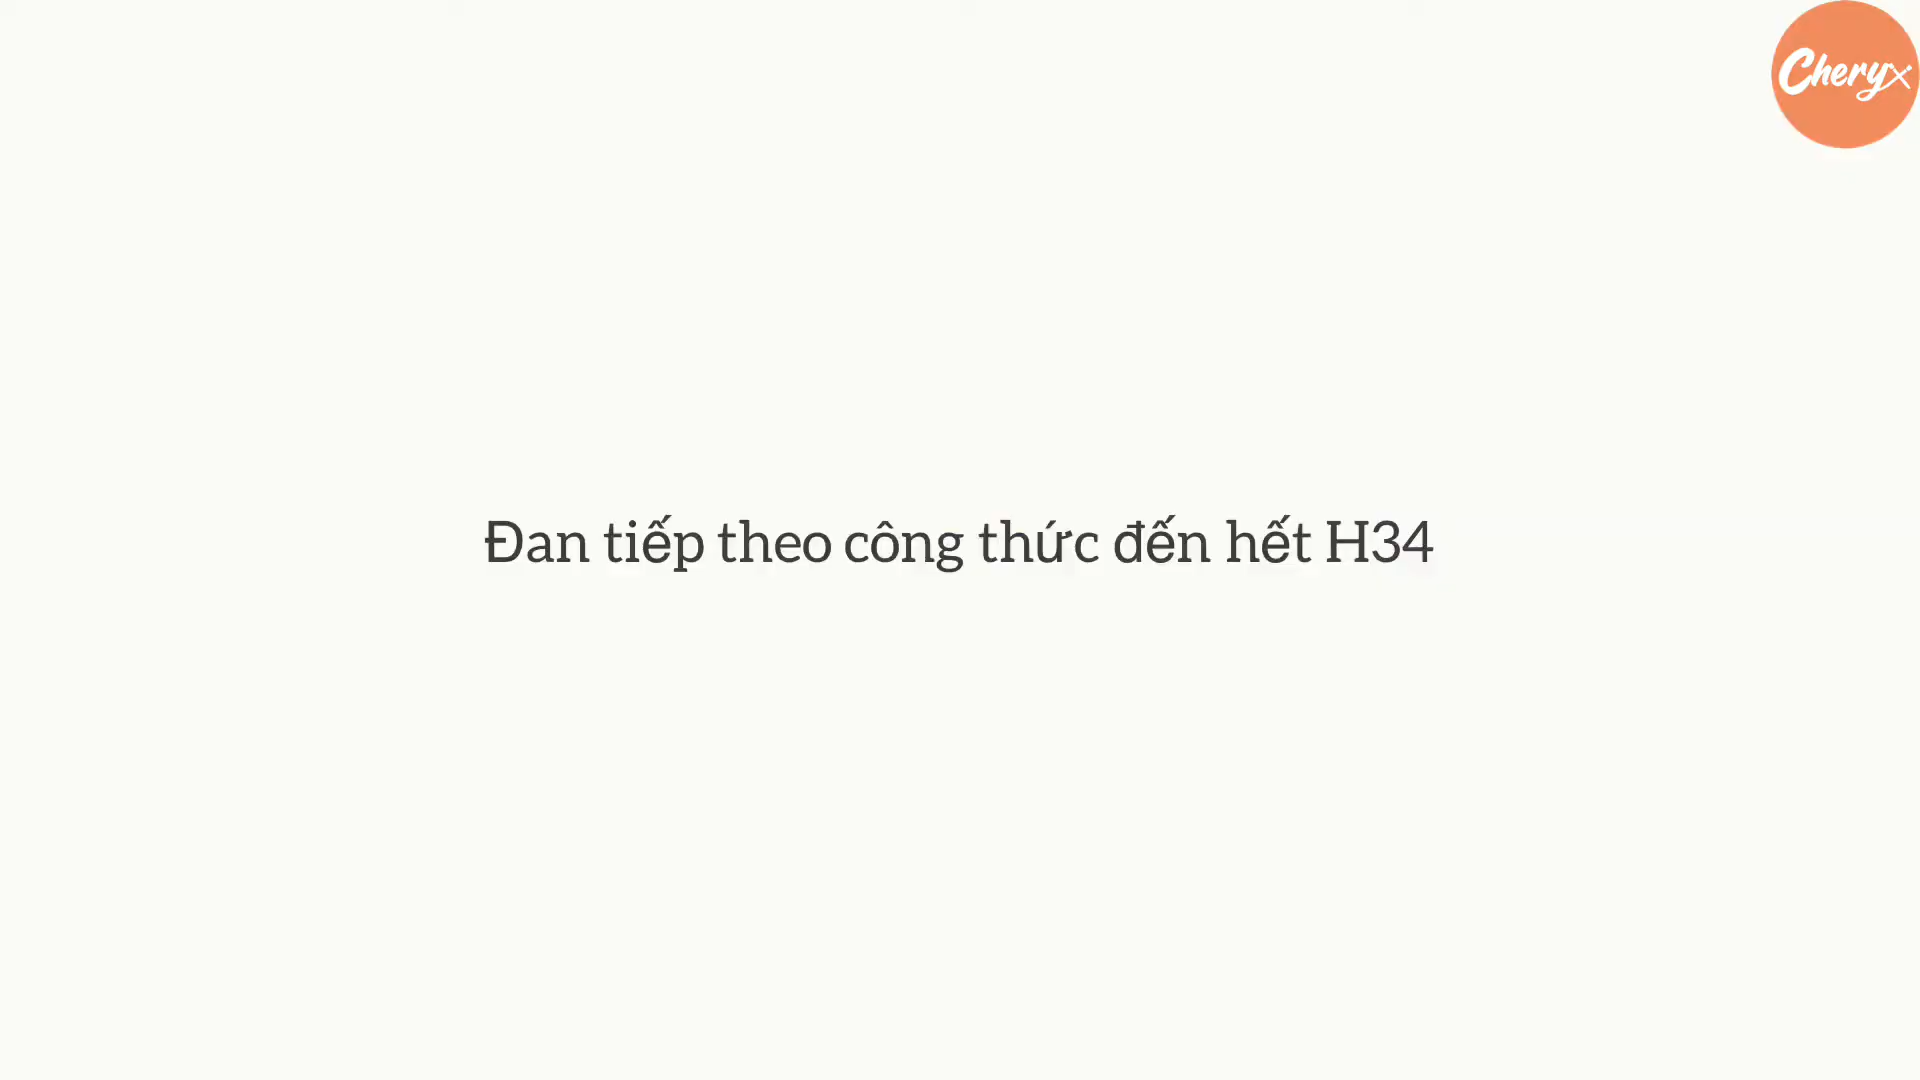 Cheryx
Đan tiếp theo công thức đến hết H34